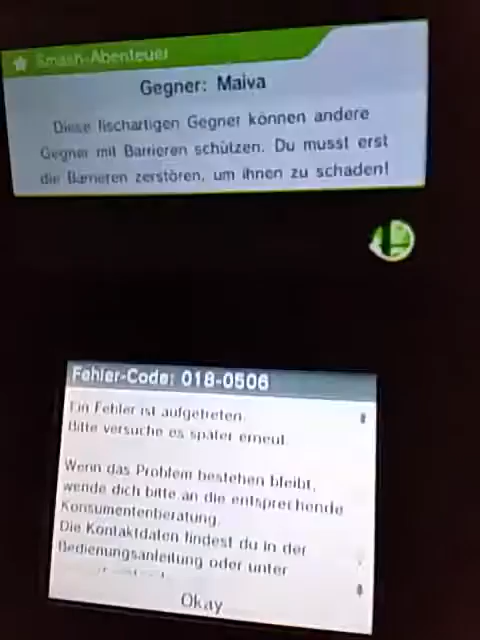 Smash-Abenteuer
Gegner: Maiva
Diese fischartigen Gegner können andere
Gegner mit Barrieren schützen. Du musst erst
die Barrieren zerstören, um ihnen zu schaden!
Fehler-Code: 018-0506
Ein Fehler ist aufgetreten.
Bitte versuche es später erneut.
Wenn das Problem bestehen bleibt,
wende dich bitte an die entsprechende
Konsumentenberatung.
Die Kontaktdaten findest du in der
Bedienungsanleitung oder unter
Okay